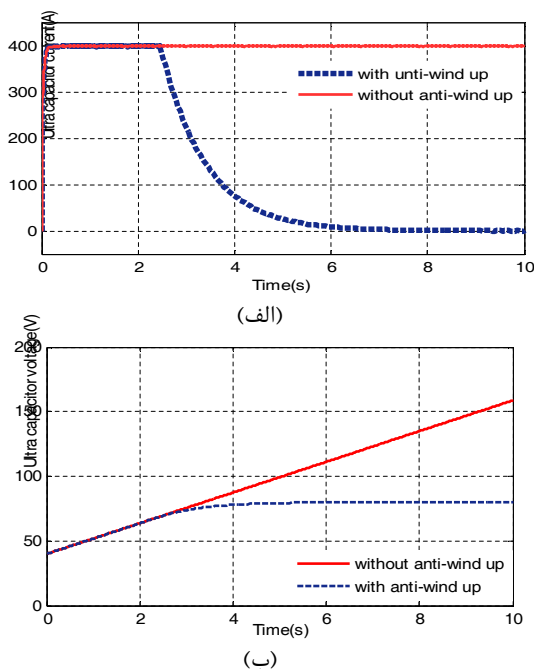 Ultra capacitor current(A)
400
300
200
100
0
with unti-wind up
without anti-wind up
0 2 4 6 8 10
Time(s)
(الف)
Ultra capacitor voltage(V)
200
150
100
50
0
without anti-wind up
with anti-wind up
0 2 4 6 8 10
Time(s)
(ب)